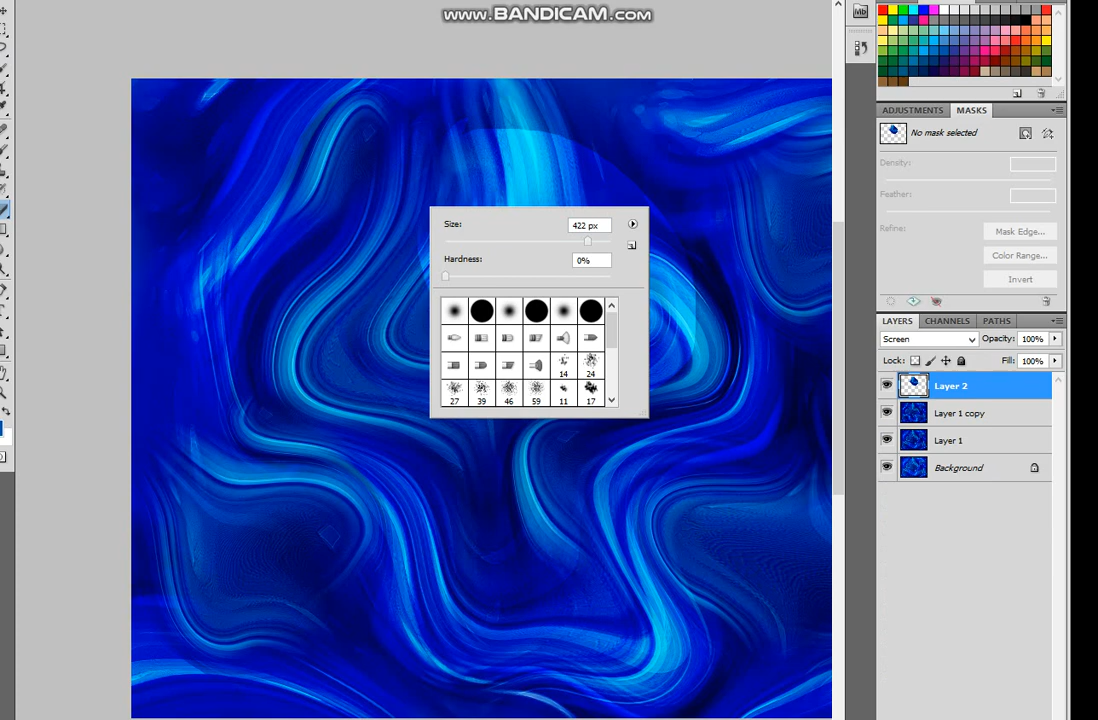 www.BANDICAM.com
Mb
ADJUSTMENTS MASKS
No mask selected
Density:
Feather:
Refine:
Mask Edge...
Color Range...
Invert
Size: 422 px
Hardness: 0%
14 24
27 39 46 59 11 17
LAYERS CHANNELS PATHS
Screen Opacity: 100%
Lock: Fill: 100%
Layer 2
Layer 1 copy
Layer 1
Background